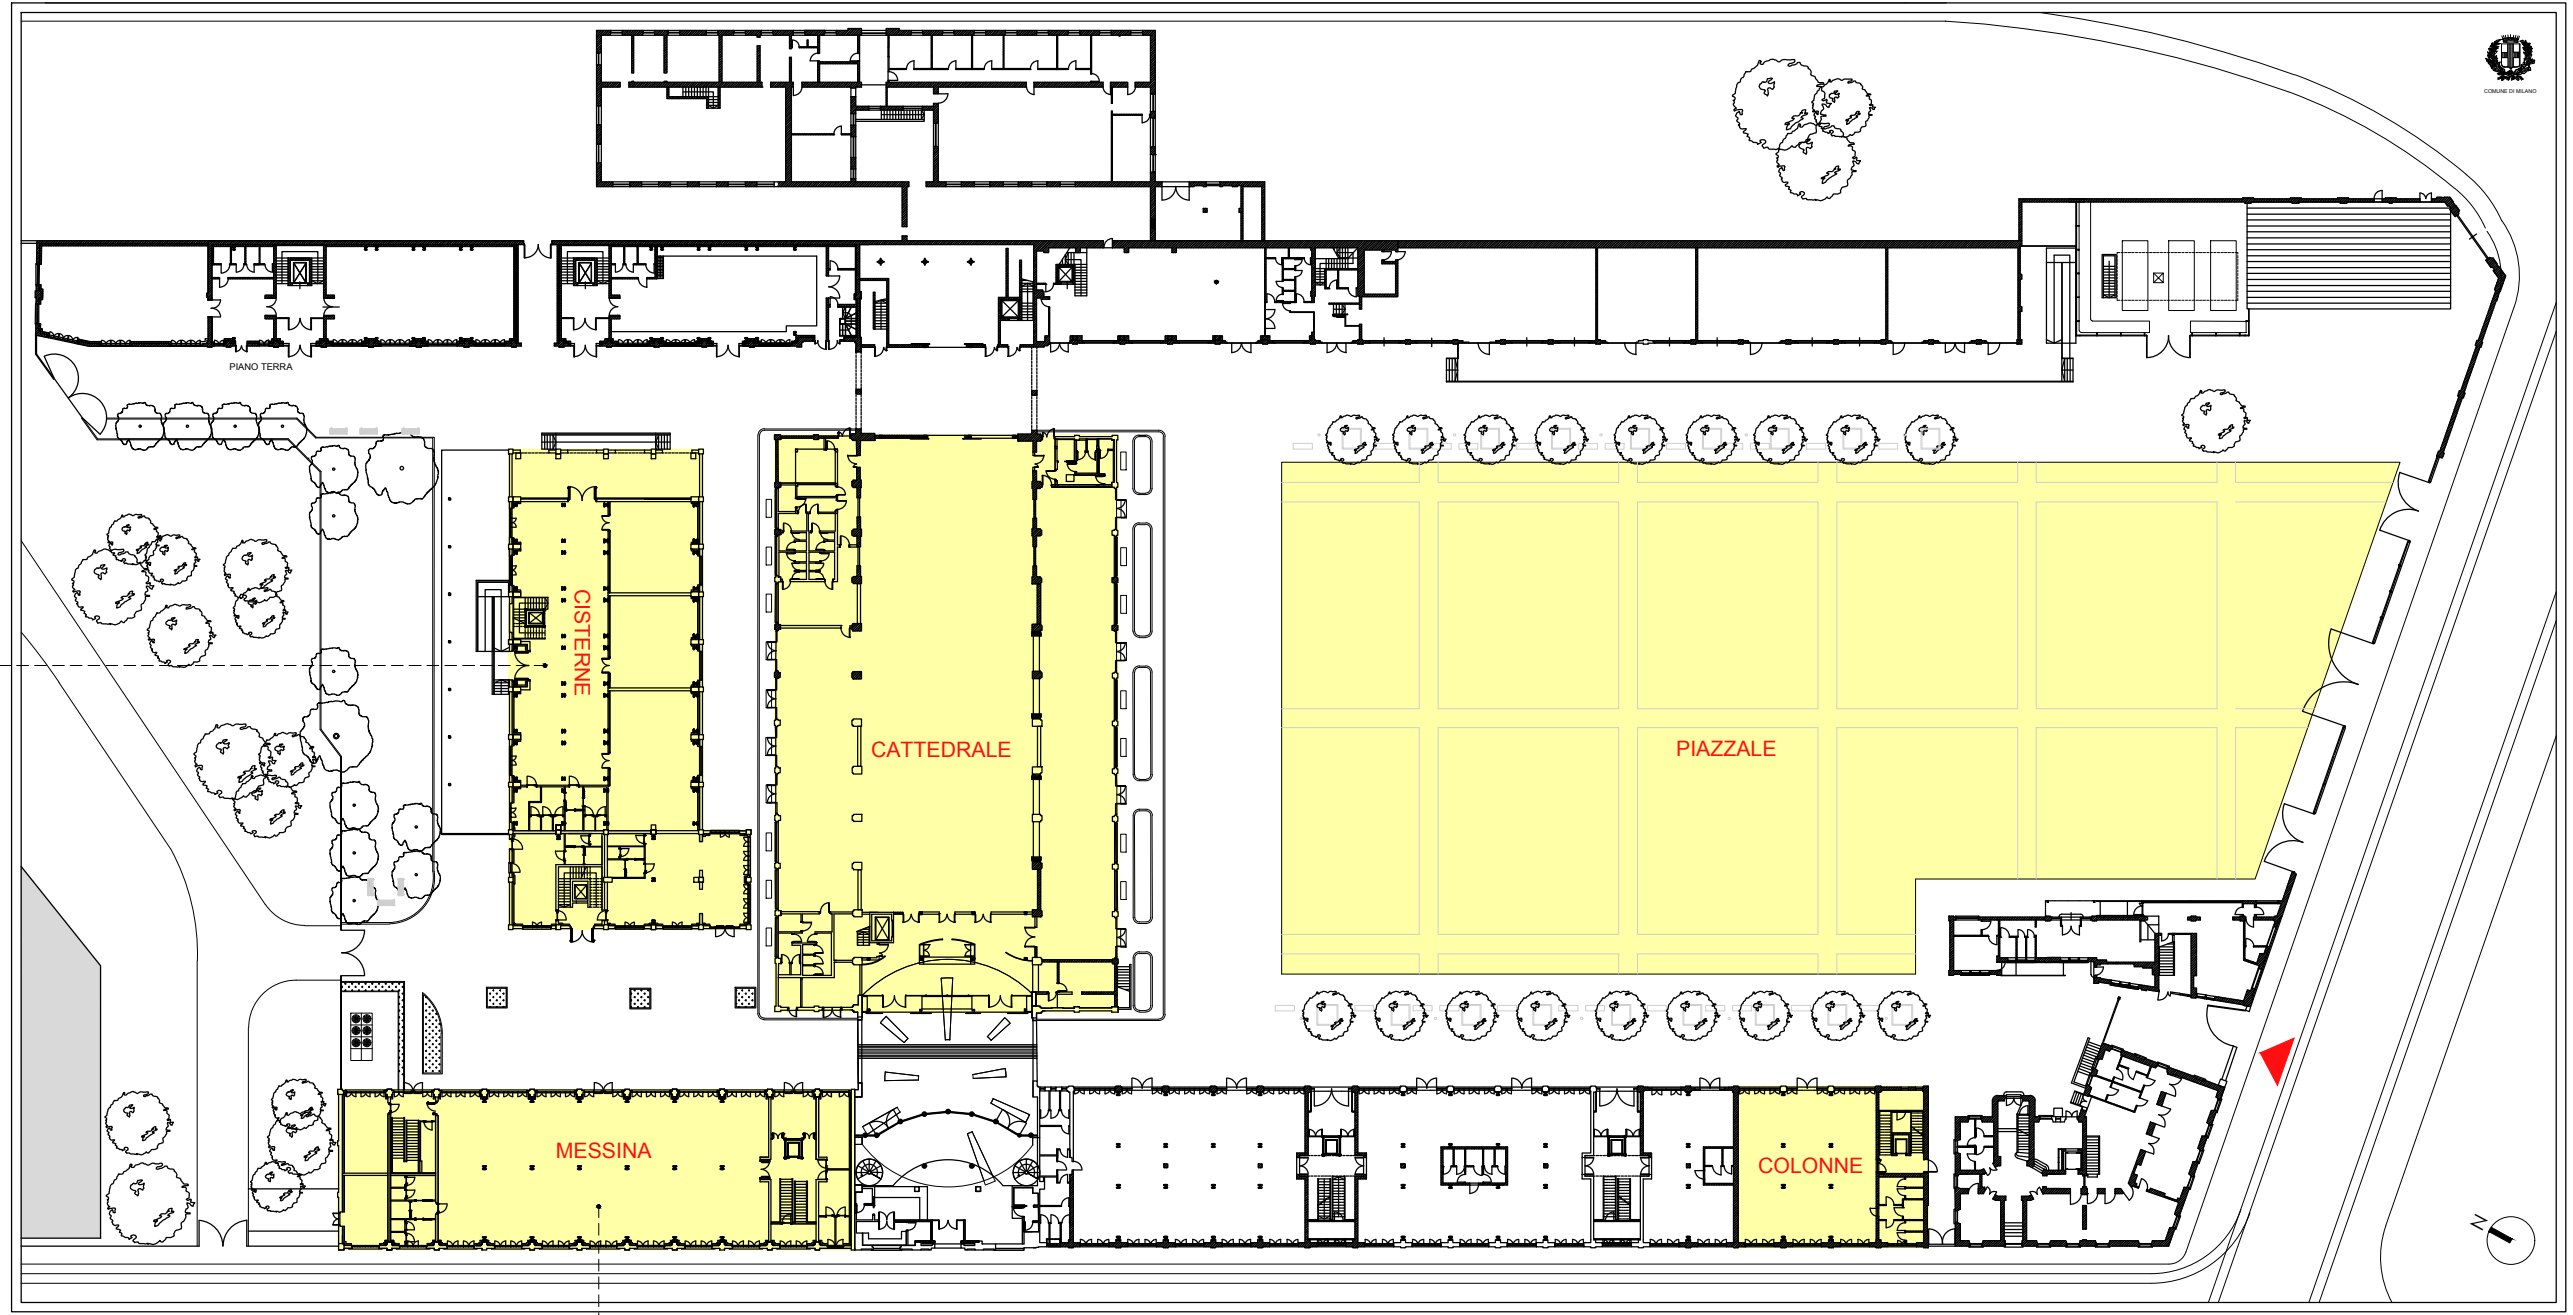 COMUNE DI MILANO
PIANO TERRA
CISTERNE
CATTEDRALE
PIAZZALE
MESSINA
COLONNE
N